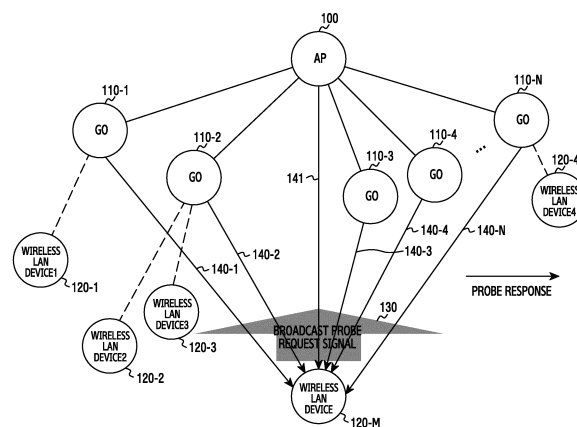 100
AP
110-1
GO
110-2
GO
110-3
GO
110-4
GO
...
110-N
GO
141
120-4
WIRELESS
LAN
DEVICE4
WIRELESS
LAN
DEVICE1
120-1
140-1
140-2
140-4
140-3
140-N
PROBE RESPONSE
WIRELESS
LAN
DEVICE3
120-3
WIRELESS
LAN
DEVICE2
120-2
130
BROADCAST PROBE
REQUEST SIGNAL
WIRELESS
LAN
DEVICE
120-M